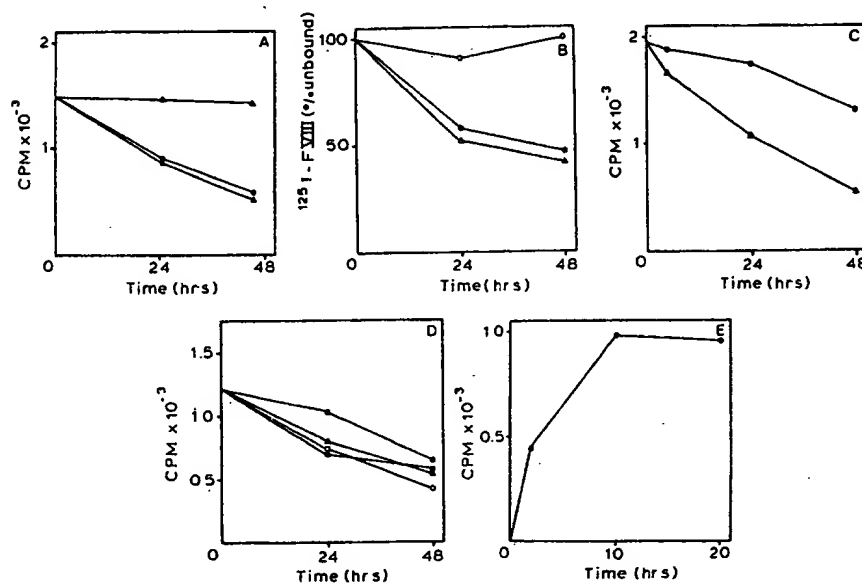 A
2
1
0
24
48
CPM x 10⁻³
Time (hrs)
B
100
50
0
24
48
¹²⁵I - FVIII (%unbound)
Time (hrs)
C
2
1
0
24
48
CPM x 10⁻³
Time (hrs)
D
1.5
1.0
0.5
0
24
48
CPM x 10⁻³
Time (hrs)
E
1.0
0.5
0
10
20
CPM x 10⁻³
Time (hrs)